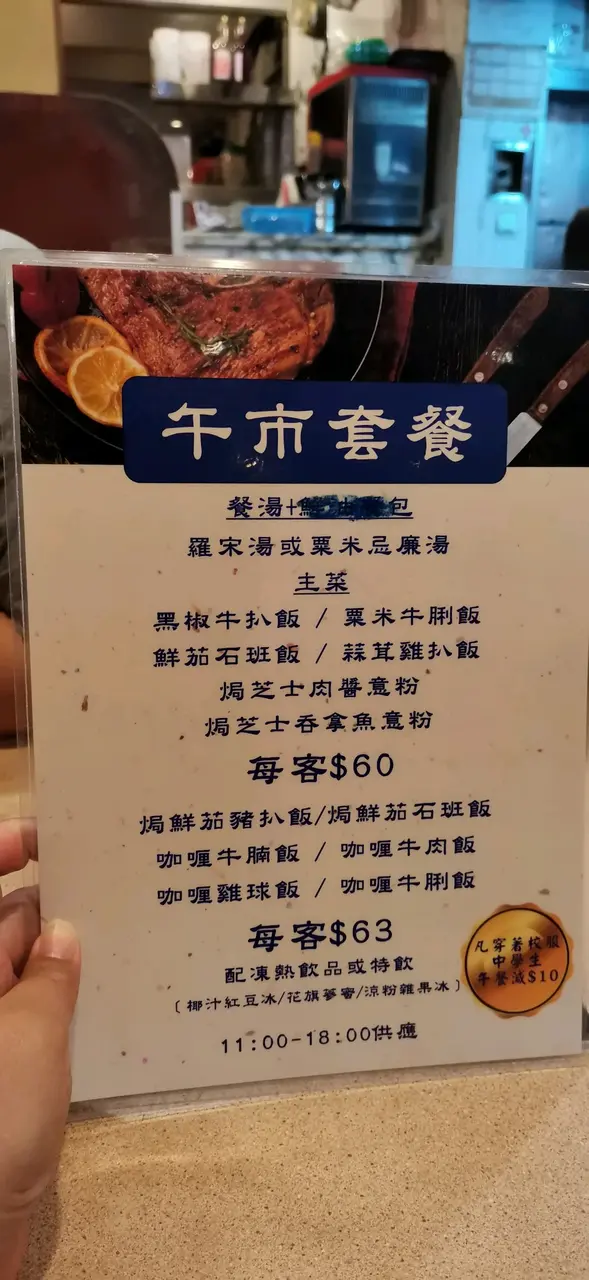 午市套餐
餐湯+鮮油餐包
羅宋湯或粟米忌廉湯
主菜
黑椒牛扒飯 / 粟米牛脷飯
鮮茄石班飯 / 蒜茸雞扒飯
焗芝士肉醬意粉
焗芝士吞拿魚意粉
每客$60
焗鮮茄豬扒飯/焗鮮茄石班飯
咖喱牛腩飯 / 咖喱牛肉飯
咖喱雞球飯 / 咖喱牛脷飯
每客$63
配凍熱飲品或特飲
(椰汁紅豆冰/花旗蔘蜜/涼粉雜果冰)
11:00-18:00供應
凡穿著校服
中學生
午餐減$10